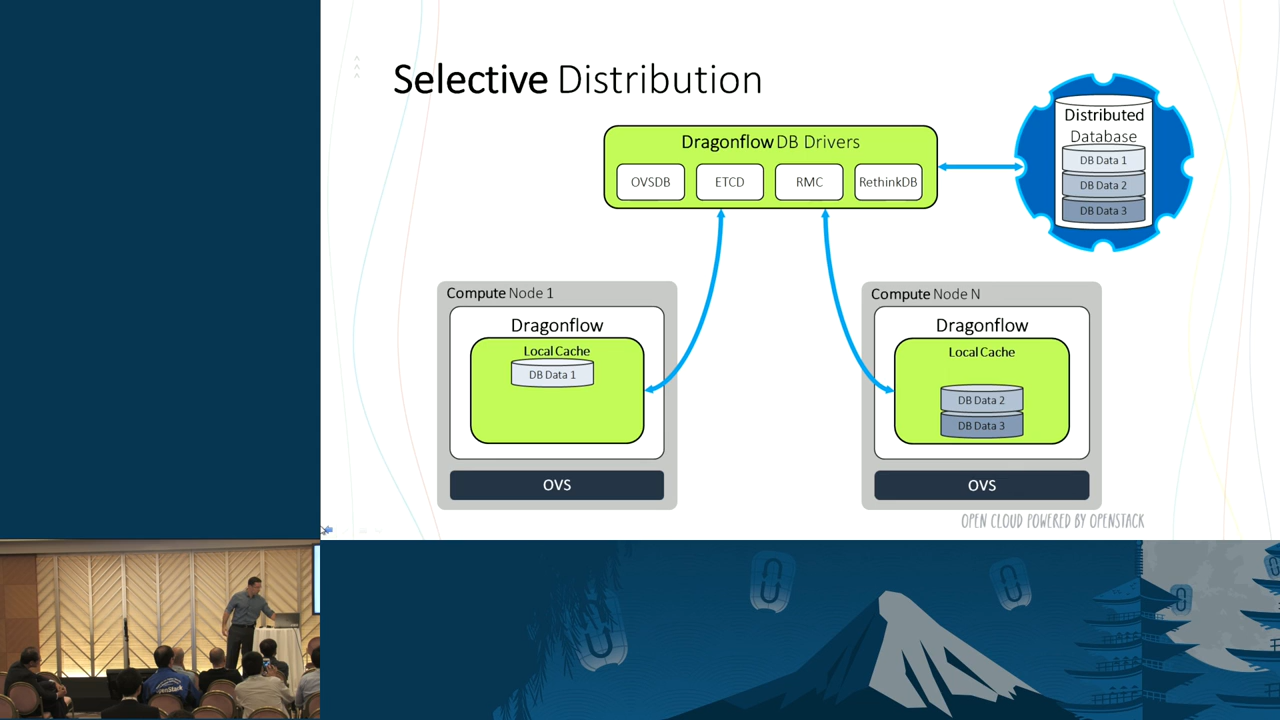 Selective Distribution
Dragonflow DB Drivers
OVSDB
ETCD
RMC
RethinkDB
Distributed
Database
DB Data 1
DB Data 2
DB Data 3
Compute Node 1
Dragonflow
Local Cache
DB Data 1
OVS
Compute Node N
Dragonflow
Local Cache
DB Data 2
DB Data 3
OVS
OPEN CLOUD POWERED BY OPENSTACK
openstack